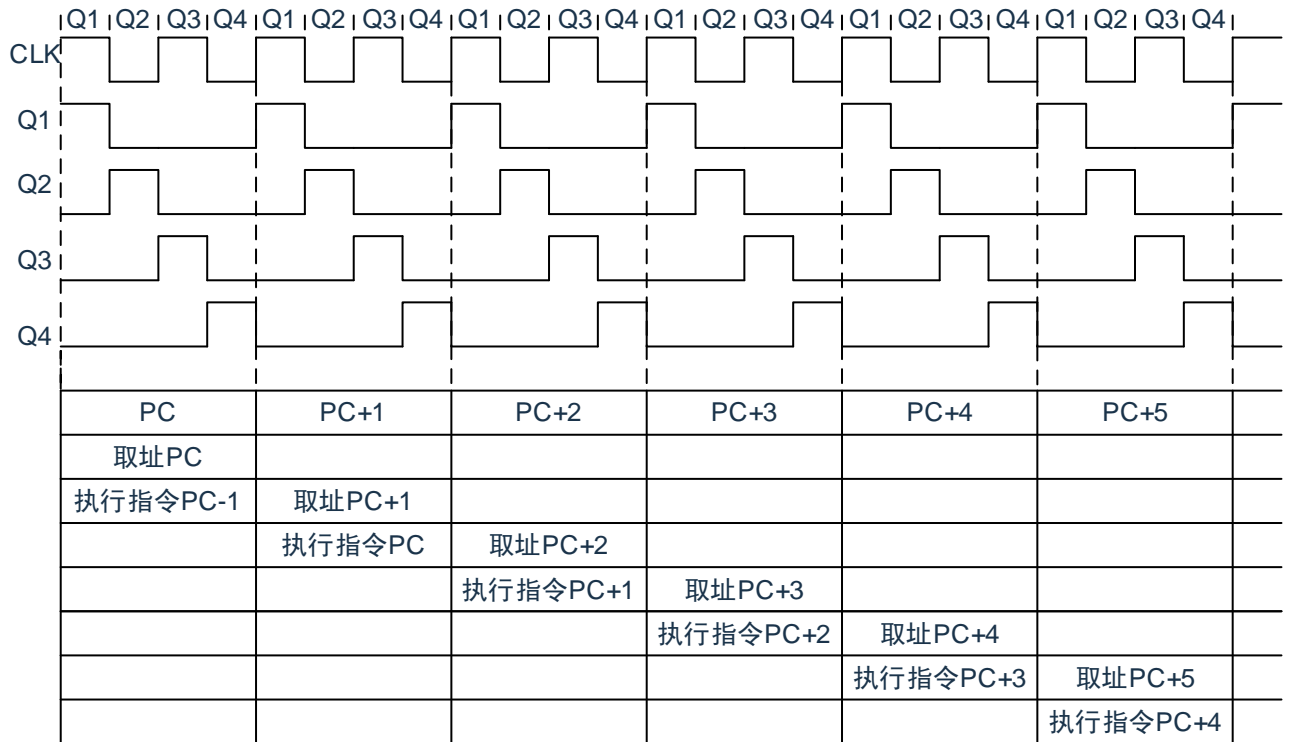 Q1 Q2 Q3 Q4 Q1 Q2 Q3 Q4 Q1 Q2 Q3 Q4 Q1 Q2 Q3 Q4 Q1 Q2 Q3 Q4 Q1 Q2 Q3 Q4
CLK
Q1
Q2
Q3
Q4
PC PC+1 PC+2 PC+3 PC+4 PC+5
取址PC
执行指令PC-1 取址PC+1
执行指令PC 取址PC+2
执行指令PC+1 取址PC+3
执行指令PC+2 取址PC+4
执行指令PC+3 取址PC+5
执行指令PC+4